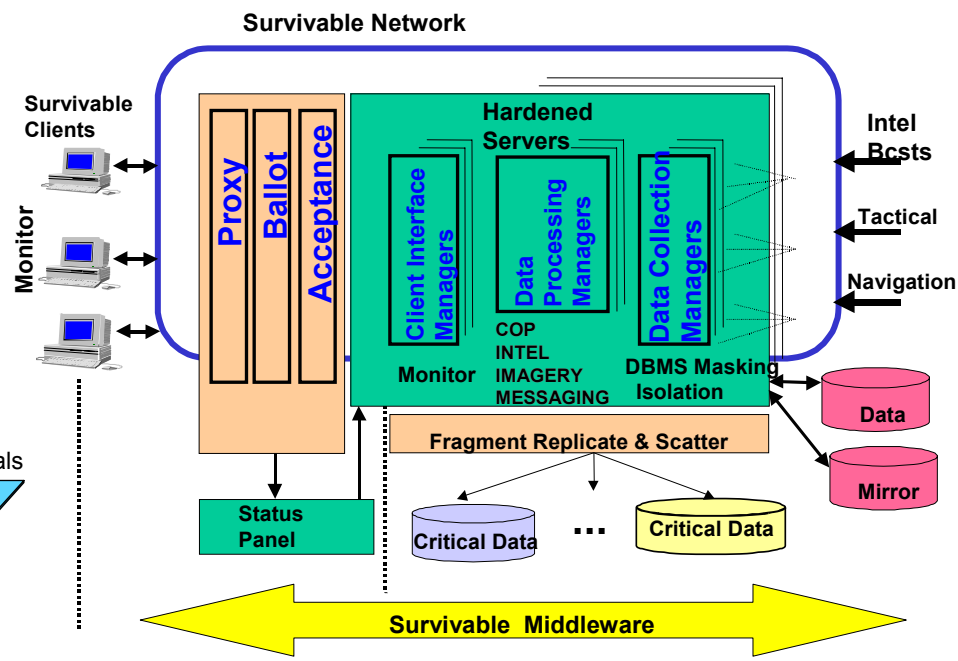 Survivable Network
Survivable
Clients
Monitor
Proxy
Ballot
Acceptance
Hardened
Servers
Client Interface
Managers
Data
Processing
Managers
Data Collection
Managers
Monitor
COP
INTEL
IMAGERY
MESSAGING
DBMS Masking
Isolation
Intel
Bcsts
Tactical
Navigation
Data
Mirror
Fragment Replicate & Scatter
als
Status
Panel
Critical Data
...
Critical Data
Survivable Middleware